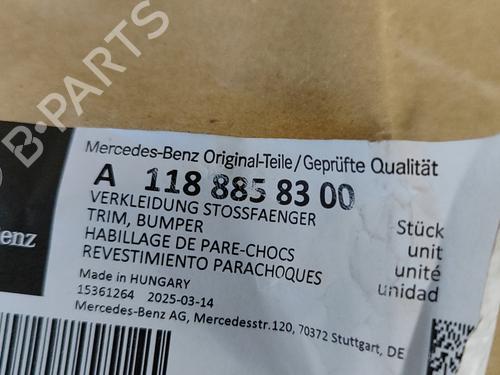 B-PARTS
Mercedes-Benz Original-Teile/Geprüfte Qualität
A 118 885 83 00
VERKLEIDUNG STOSSFAENGER
TRIM, BUMPER
HABILLAGE DE PARE-CHOCS
REVESTIMIENTO PARACHOQUES
Stück
unit
unité
unidad
enz
Made in HUNGARY
15361264 2025-03-14
Mercedes-Benz AG, Mercedesstr.120, 70372 Stuttgart, DE